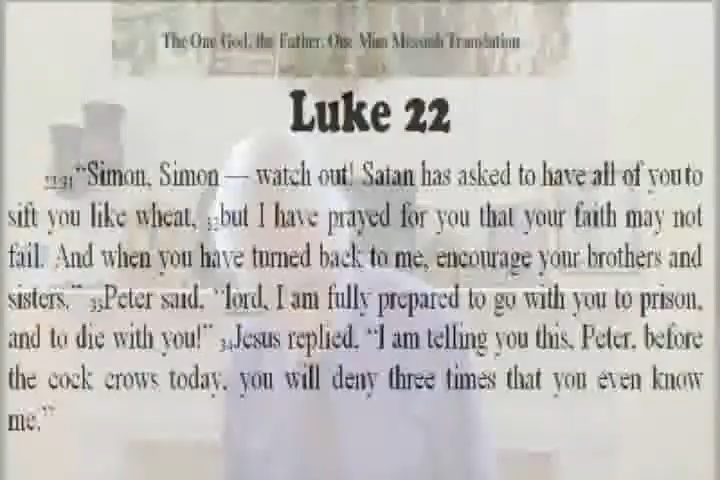 The One God, the Father, One Man Messiah Translation
Luke 22
22:31"Simon, Simon — watch out! Satan has asked to have all of you to
sift you like wheat, 32but I have prayed for you that your faith may not
fail. And when you have turned back to me, encourage your brothers and
sisters." 33Peter said, "lord, I am fully prepared to go with you to prison,
and to die with you!" 34Jesus replied, "I am telling you this, Peter, before
the cock crows today, you will deny three times that you even know
me."